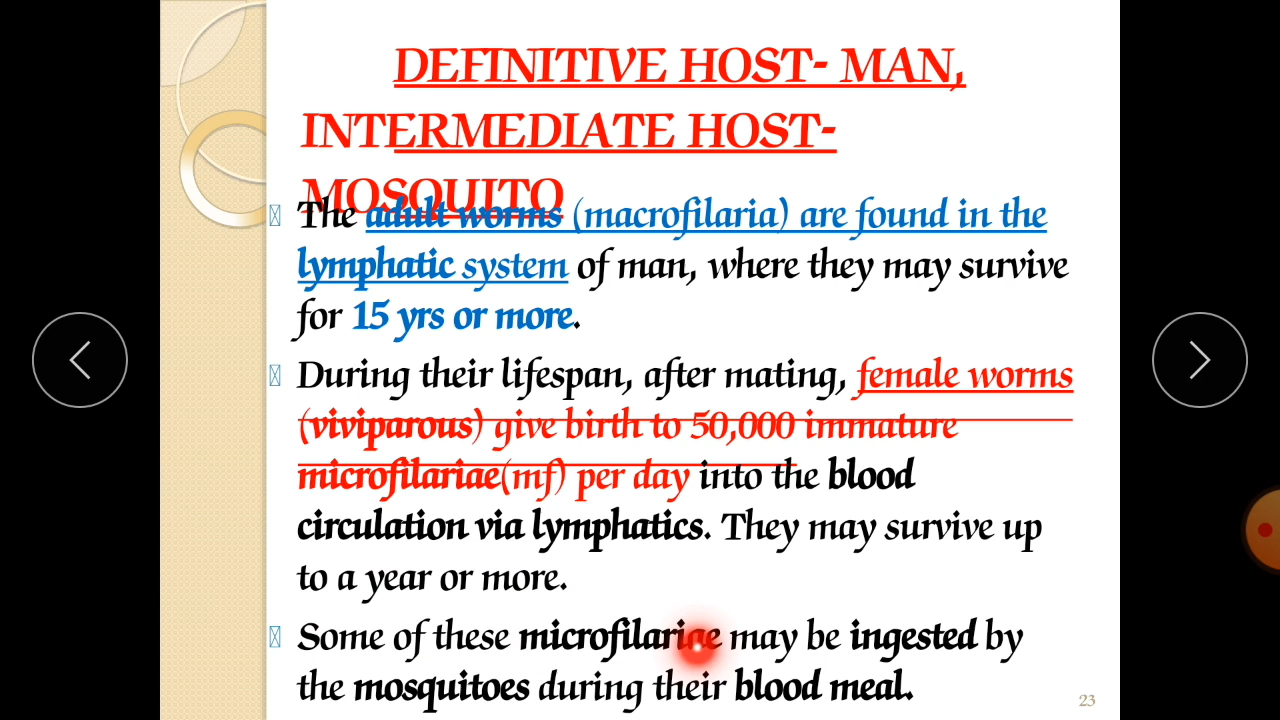 DEFINITIVE HOST- MAN,
INTERMEDIATE HOST-
MOSQUITO
The adult worms (macrofilaria) are found in the
lymphatic system of man, where they may survive
for 15 yrs or more.
During their lifespan, after mating, female worms
(viviparous) give birth to 50,000 immature
microfilariae(mf) per day into the blood
circulation via lymphatics. They may survive up
to a year or more.
Some of these microfilariae may be ingested by
the mosquitoes during their blood meal.
23